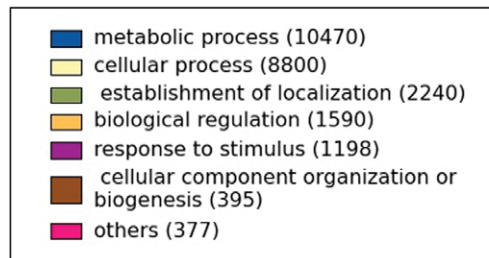 metabolic process (10470)
cellular process (8800)
establishment of localization (2240)
biological regulation (1590)
response to stimulus (1198)
cellular component organization or
biogenesis (395)
others (377)